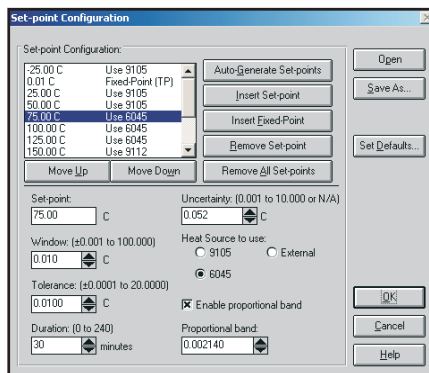 Set-point Configuration
Set-point Configuration:
-25.00 C Use 9105
0.01 C Fixed-Point (TP)
25.00 C Use 9105
50.00 C Use 9105
75.00 C Use 6045
100.00 C Use 6045
125.00 C Use 6045
150.00 C Use 9112
Move Up
Move Down
Auto-Generate Set-points
Insert Set-point
Insert Fixed-Point
Remove Set-point
Remove All Set-points
Open
Save As...
Set Defaults...
Set-point:
75.00 C
Uncertainty: (0.001 to 10.000 or N/A)
0.052 C
Window: (±0.001 to 100.000)
0.010 C
Heat Source to use:
9105
External
6045
Tolerance: (±0.0001 to 20.0000)
0.0100 C
Enable proportional band
Duration: (0 to 240)
30 minutes
Proportional band:
0.002140
OK
Cancel
Help